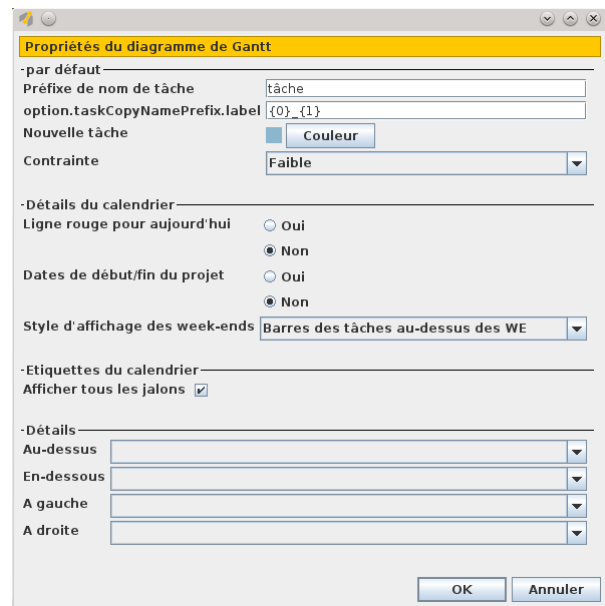 Propriétés du diagramme de Gantt
par défaut
Préfixe de nom de tâche tâche
option.taskCopyNamePrefix.label {0}_{1}
Nouvelle tâche Couleur
Contrainte Faible
Détails du calendrier
Ligne rouge pour aujourd'hui Oui
Non
Dates de début/fin du projet Oui
Non
Style d'affichage des week-ends Barres des tâches au-dessus des WE
Etiquettes du calendrier
Afficher tous les jalons
Détails
Au-dessus
En-dessous
A gauche
A droite
OK Annuler